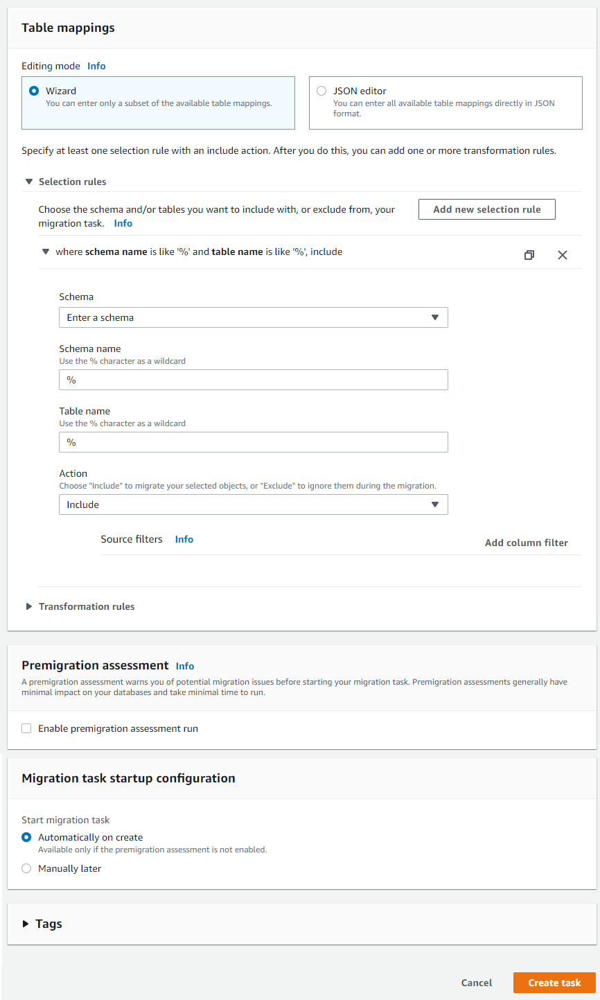 Table mappings
Editing mode Info
Wizard
You can enter only a subset of the available table mappings.
JSON editor
You can enter all available table mappings directly in JSON
format.
Specify at least one selection rule with an include action. After you do this, you can add one or more transformation rules.
Selection rules
Choose the schema and/or tables you want to include with, or exclude from, your
migration task. Info
Add new selection rule
where schema name is like '%' and table name is like '%', include
Schema
Enter a schema
Schema name
Use the % character as a wildcard
%
Table name
Use the % character as a wildcard
%
Action
Choose "Include" to migrate your selected objects, or "Exclude" to ignore them during the migration.
Include
Source filters Info
Add column filter
Transformation rules
Premigration assessment Info
A premigration assessment warns you of potential migration issues before starting your migration task. Premigration assessments generally have
minimal impact on your databases and take minimal time to run.
Enable premigration assessment run
Migration task startup configuration
Start migration task
Automatically on create
Available only if the premigration assessment is not enabled.
Manually later
Tags
Cancel
Create task